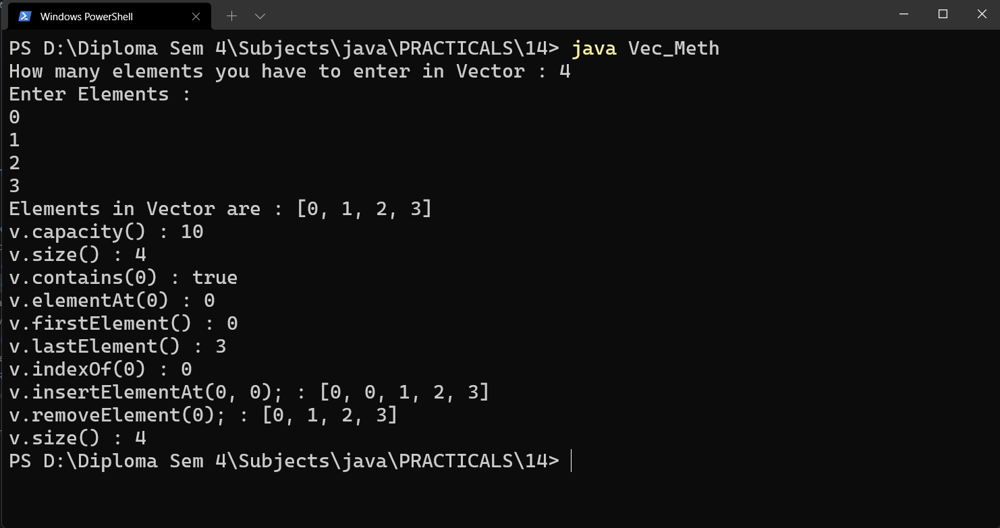 Windows PowerShell
PS D:\Diploma Sem 4\Subjects\java\PRACTICALS\14> java Vec_Meth
How many elements you have to enter in Vector : 4
Enter Elements :
0
1
2
3
Elements in Vector are : [0, 1, 2, 3]
v.capacity() : 10
v.size() : 4
v.contains(0) : true
v.elementAt(0) : 0
v.firstElement() : 0
v.lastElement() : 3
v.indexOf(0) : 0
v.insertElementAt(0, 0); : [0, 0, 1, 2, 3]
v.removeElement(0); : [0, 1, 2, 3]
v.size() : 4
PS D:\Diploma Sem 4\Subjects\java\PRACTICALS\14>